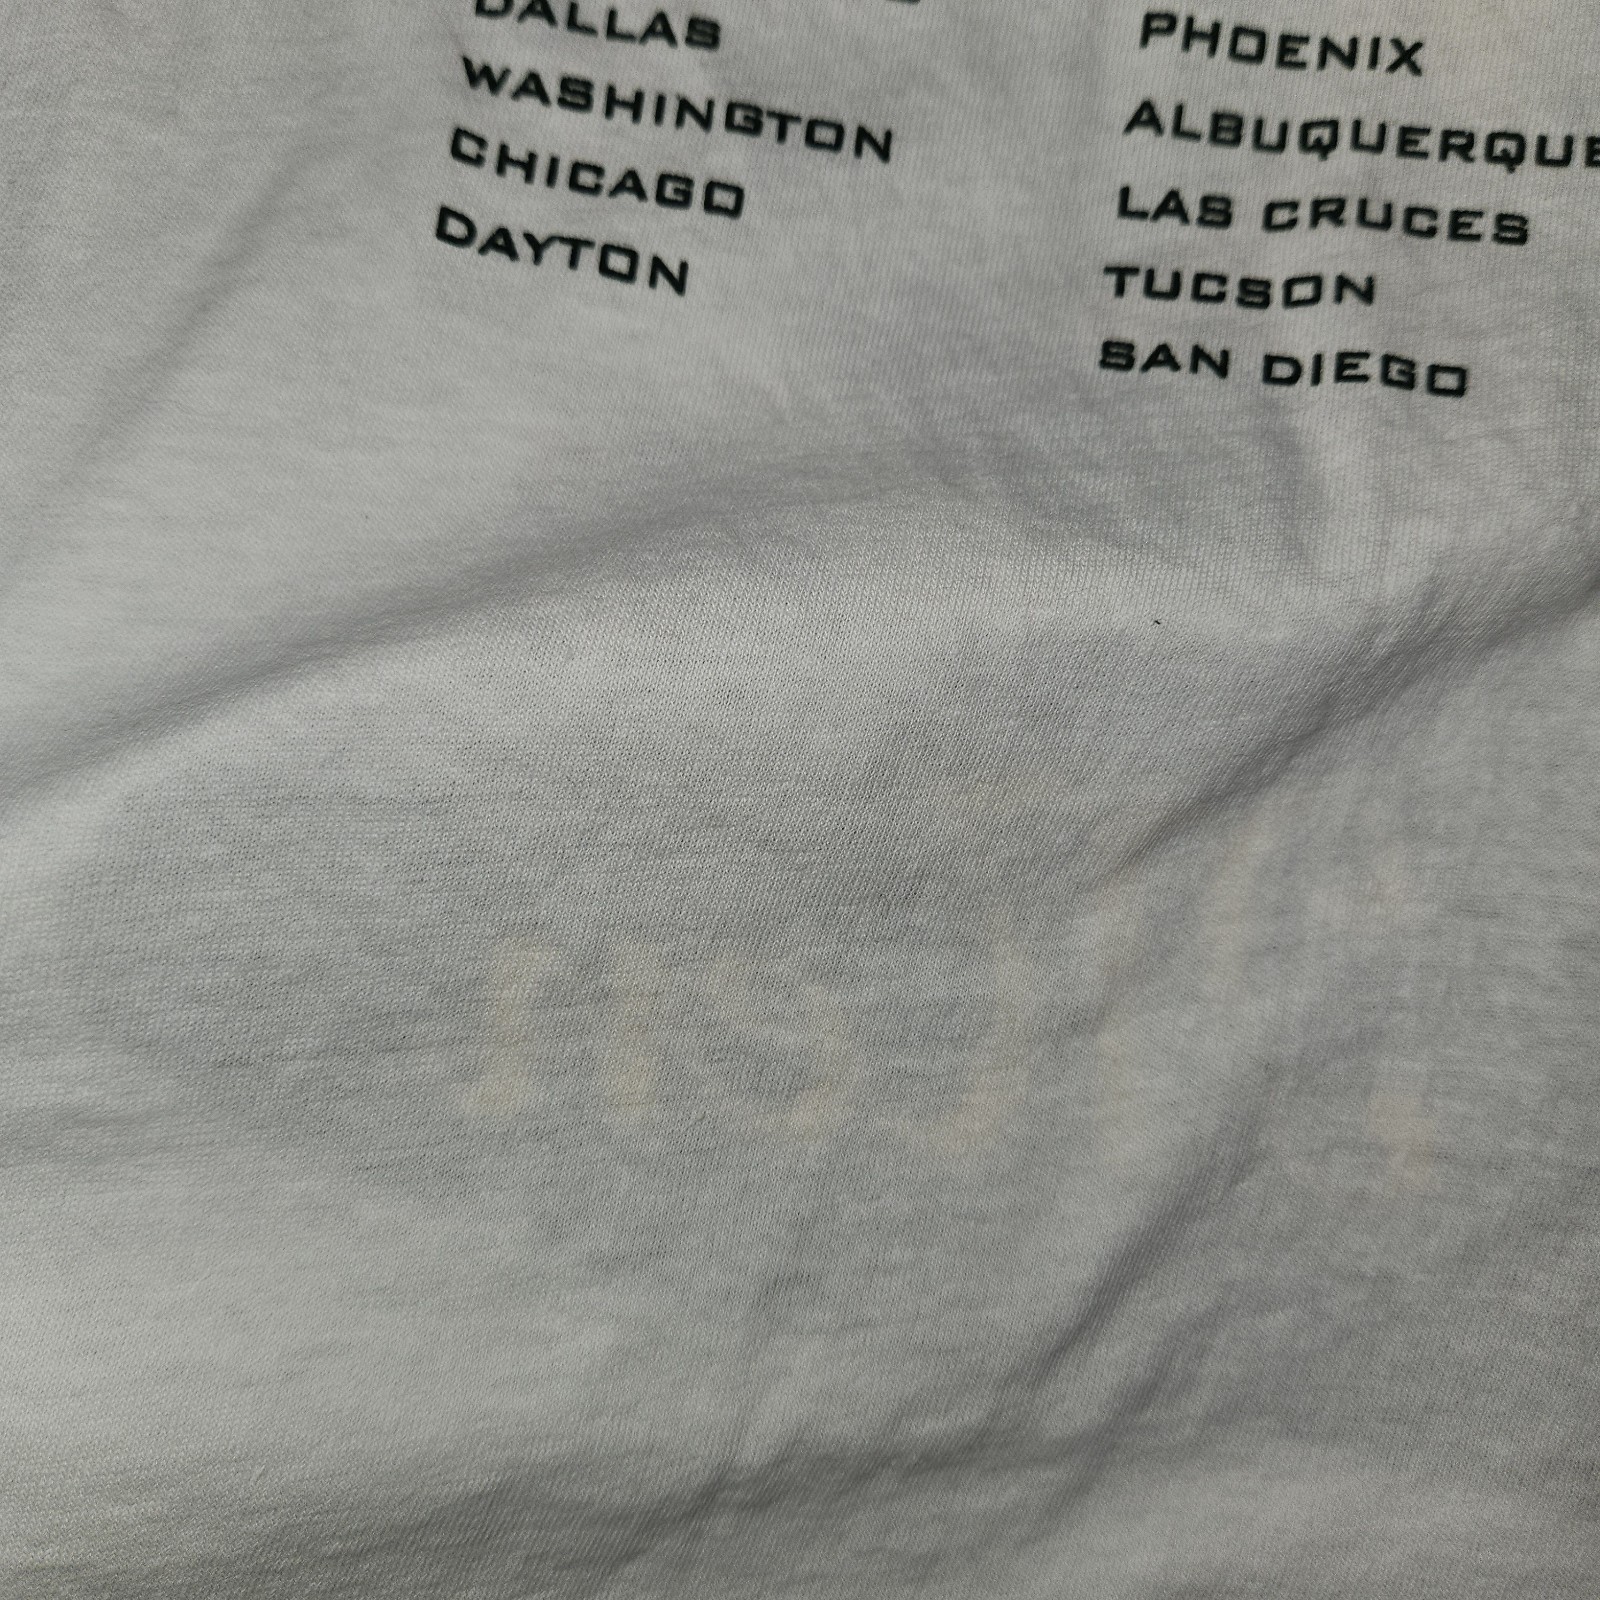 DALLAS
WASHINGTON
CHICAGO
DAYTON
PHOENIX
ALBUQUERQUE
LAS CRUCES
TUCSON
SAN DIEGO